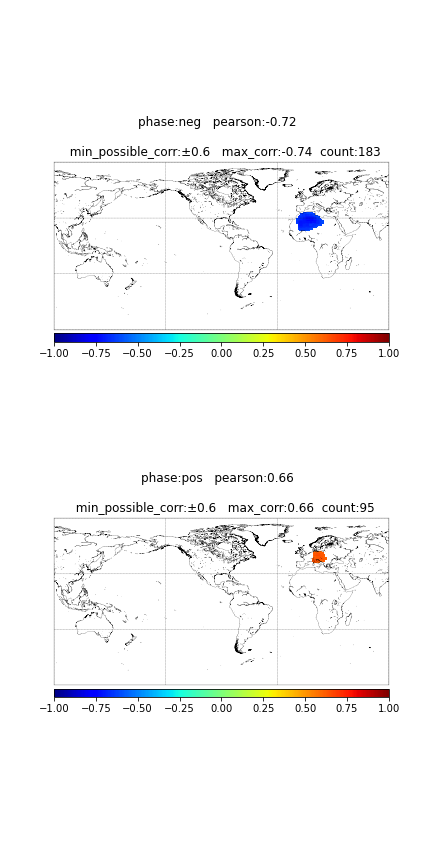 phase:neg   pearson:-0.72
min_possible_corr:±0.6   max_corr:-0.74  count:183
−1.00 −0.75 −0.50 −0.25 0.00 0.25 0.50 0.75 1.00
phase:pos   pearson:0.66
min_possible_corr:±0.6   max_corr:0.66  count:95
−1.00 −0.75 −0.50 −0.25 0.00 0.25 0.50 0.75 1.00